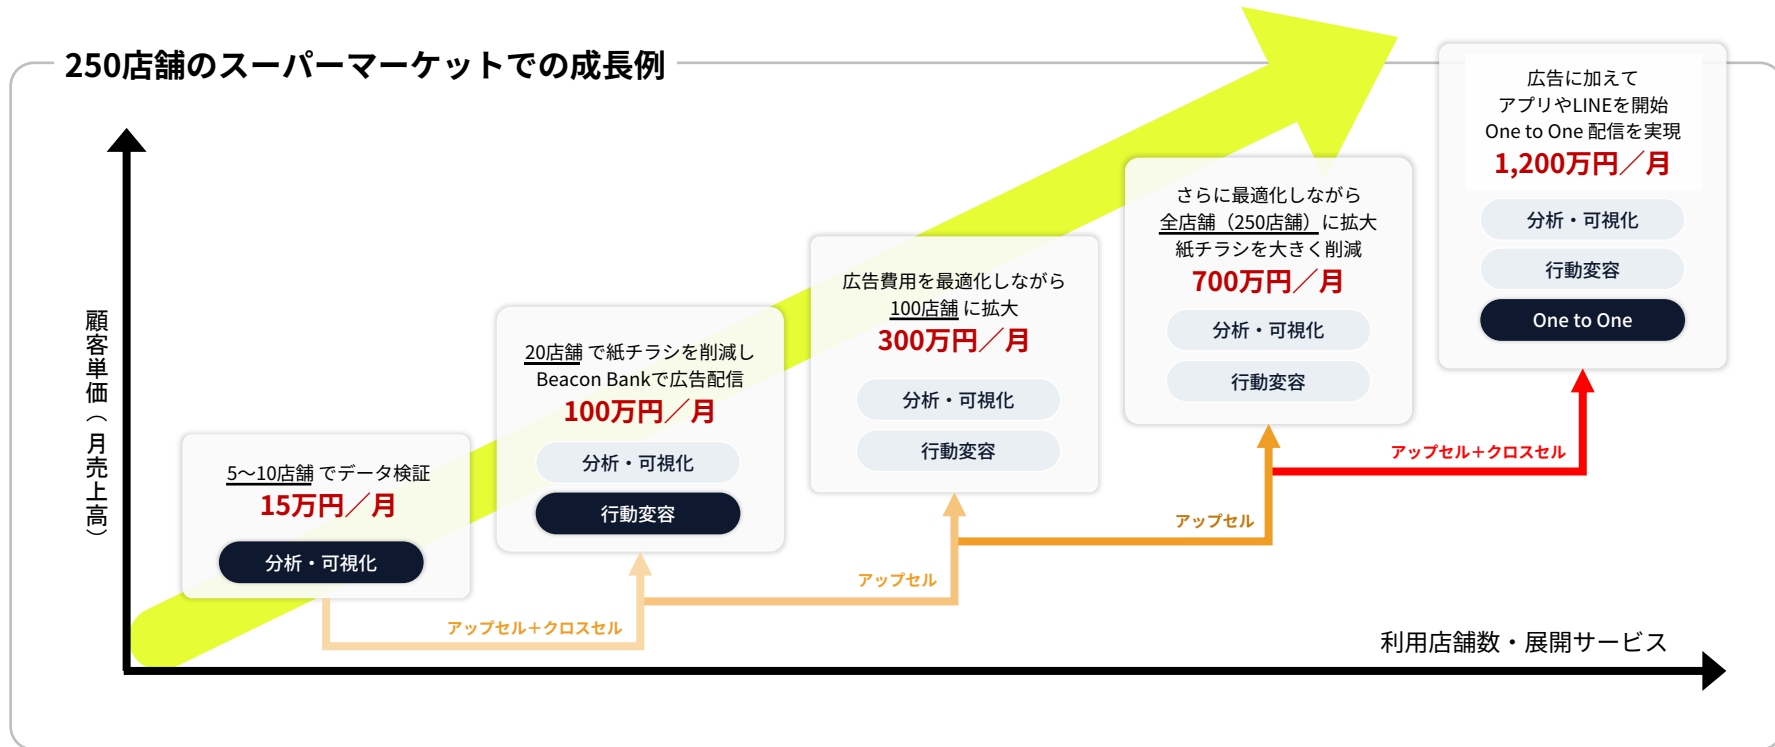 250店舗のスーパーマーケットでの成長例
顧客単価（月売上高）
5〜10店舗 でデータ検証
15万円／月
分析・可視化
アップセル＋クロスセル
20店舗 で紙チラシを削減し
Beacon Bankで広告配信
100万円／月
分析・可視化
行動変容
アップセル
広告費用を最適化しながら
100店舗 に拡大
300万円／月
分析・可視化
行動変容
アップセル
さらに最適化しながら
全店舗（250店舗）に拡大
紙チラシを大きく削減
700万円／月
分析・可視化
行動変容
アップセル＋クロスセル
広告に加えて
アプリやLINEを開始
One to One 配信を実現
1,200万円／月
分析・可視化
行動変容
One to One
利用店舗数・展開サービス